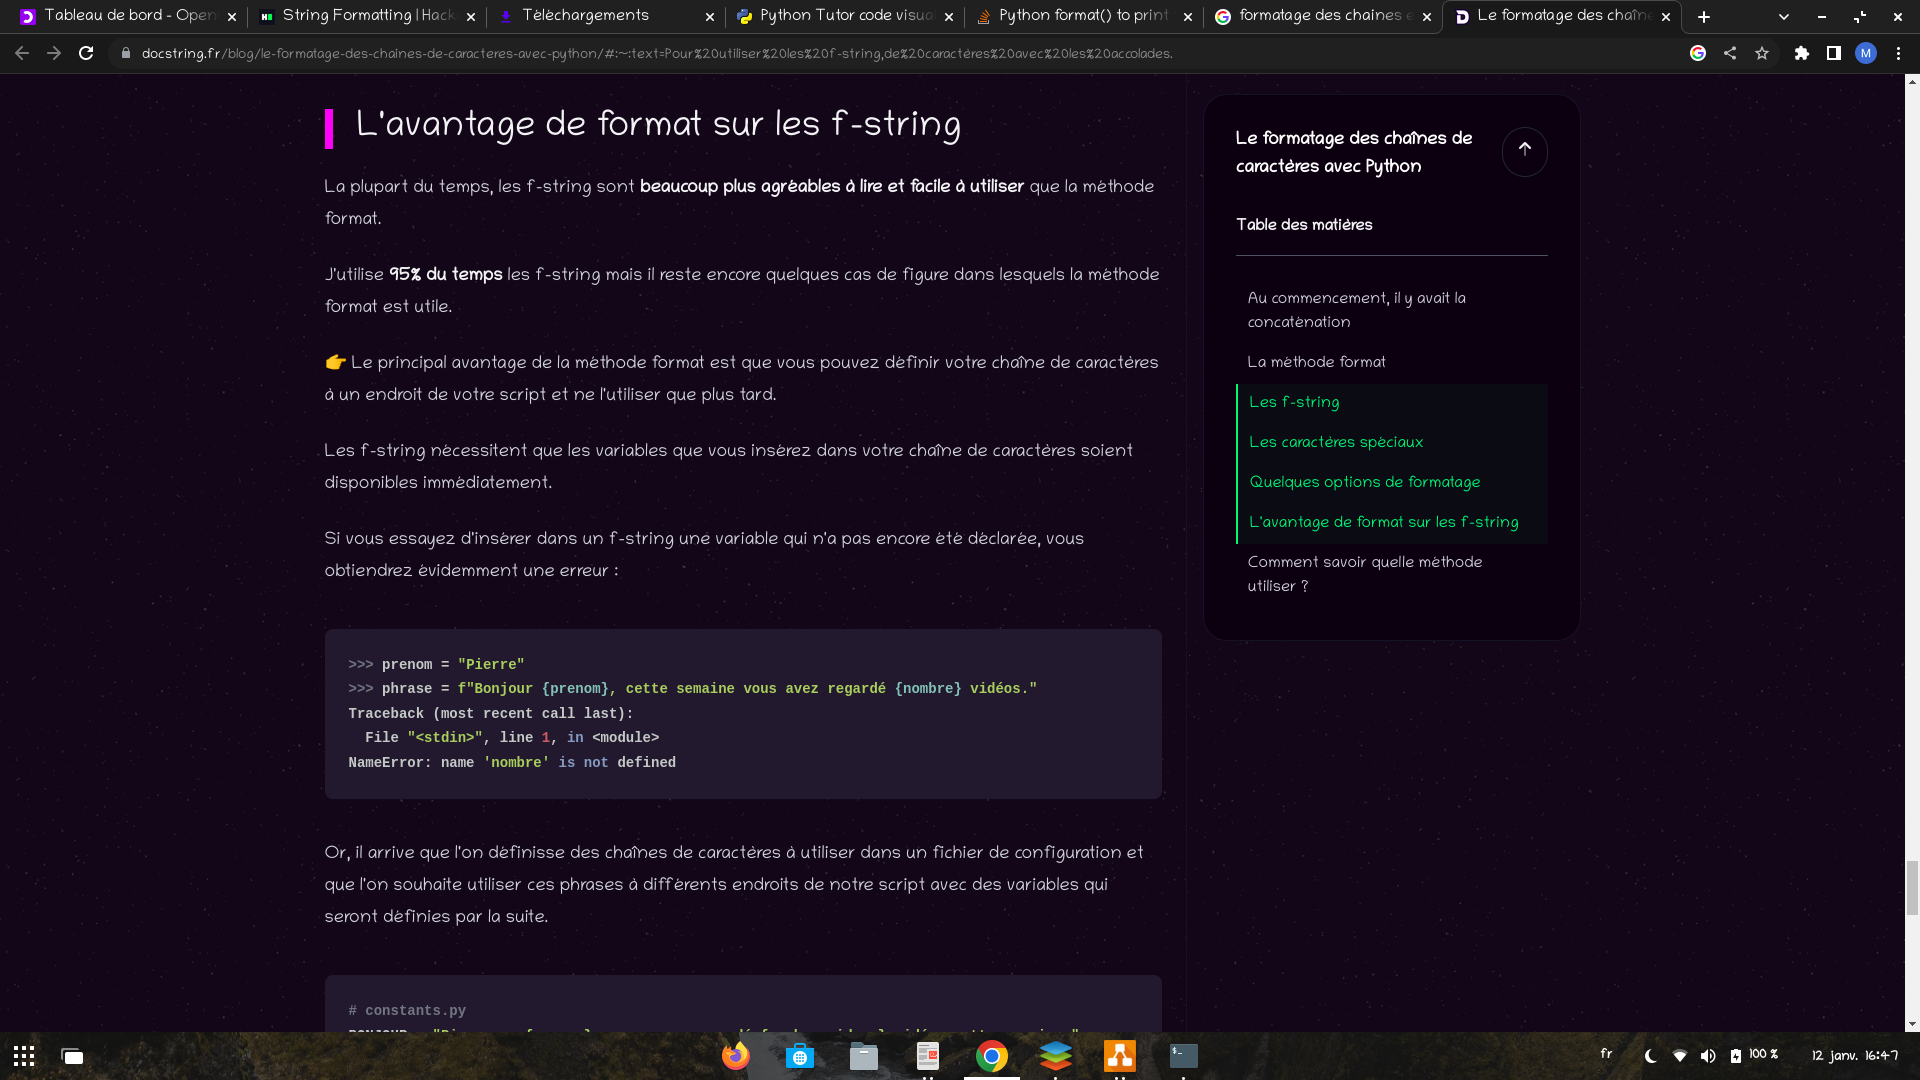 Tableau de bord - Open
String Formatting | Hack
Téléchargements
Python Tutor code visua
Python format() to print
formatage des chaines e
Le formatage des chaîne
docstring.fr/blog/le-formatage-des-chaines-de-caracteres-avec-python/#:~:text=Pour%20utiliser%20les%20f-string,de%20caractères%20avec%20les%20accolades.
M
L'avantage de format sur les f-string
La plupart du temps, les f-string sont beaucoup plus agréables à lire et facile à utiliser que la méthode
format.
J'utilise 95% du temps les f-string mais il reste encore quelques cas de figure dans lesquels la méthode
format est utile.
👉 Le principal avantage de la méthode format est que vous pouvez définir votre chaîne de caractères
à un endroit de votre script et ne l'utiliser que plus tard.
Les f-string nécessitent que les variables que vous insérez dans votre chaîne de caractères soient
disponibles immédiatement.
Si vous essayez d'insérer dans un f-string une variable qui n'a pas encore été déclarée, vous
obtiendrez évidemment une erreur :
>>> prenom = "Pierre"
>>> phrase = f"Bonjour {prenom}, cette semaine vous avez regardé {nombre} vidéos."
Traceback (most recent call last):
  File "<stdin>", line 1, in <module>
NameError: name 'nombre' is not defined
Or, il arrive que l'on définisse des chaînes de caractères à utiliser dans un fichier de configuration et
que l'on souhaite utiliser ces phrases à différents endroits de notre script avec des variables qui
seront définies par la suite.
# constants.py
Le formatage des chaînes de
caractères avec Python
Table des matières
Au commencement, il y avait la
concaténation
La méthode format
Les f-string
Les caractères spéciaux
Quelques options de formatage
L'avantage de format sur les f-string
Comment savoir quelle méthode
utiliser ?
fr
100 %
12 janv. 16:47